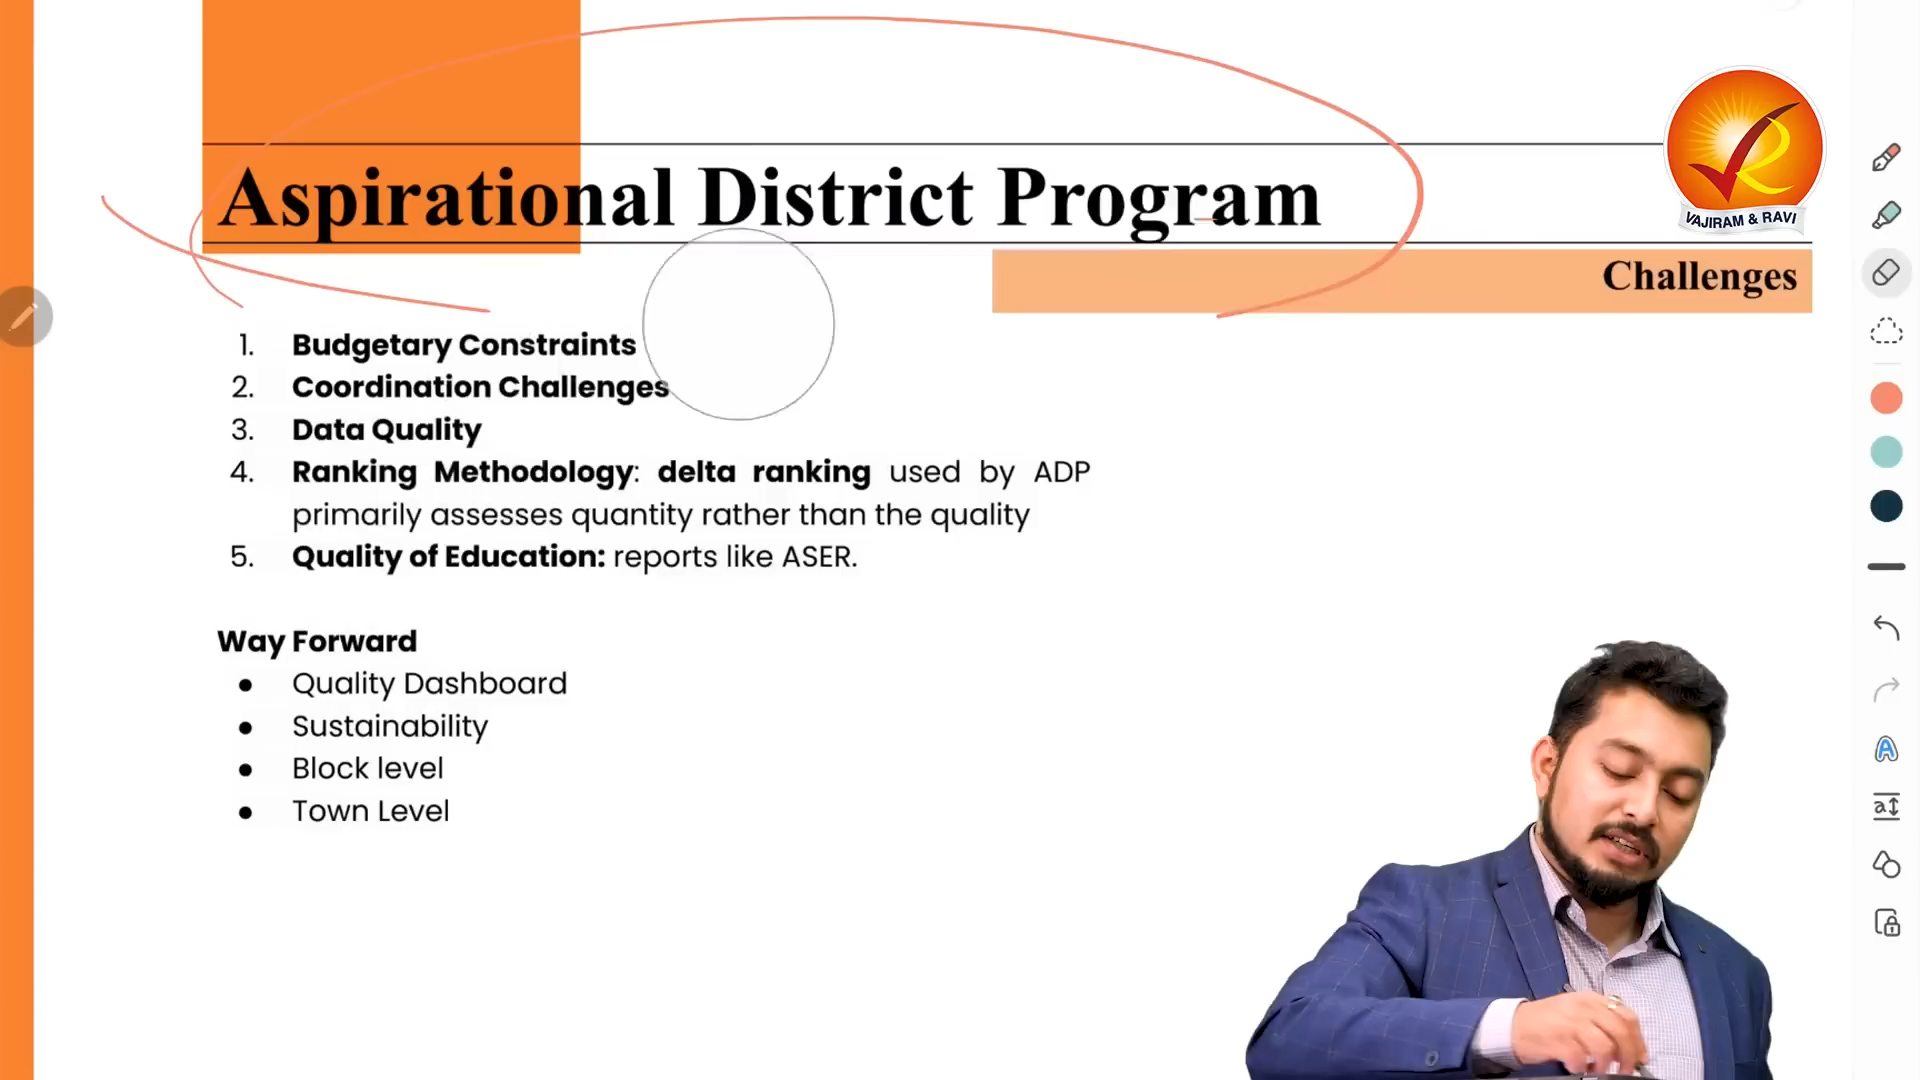 Aspirational District Program
VAJIRAM & RAVI
Challenges
1. Budgetary Constraints
2. Coordination Challenges
3. Data Quality
4. Ranking Methodology: delta ranking used by ADP
primarily assesses quantity rather than the quality
5. Quality of Education: reports like ASER.
Way Forward
● Quality Dashboard
● Sustainability
● Block level
● Town Level